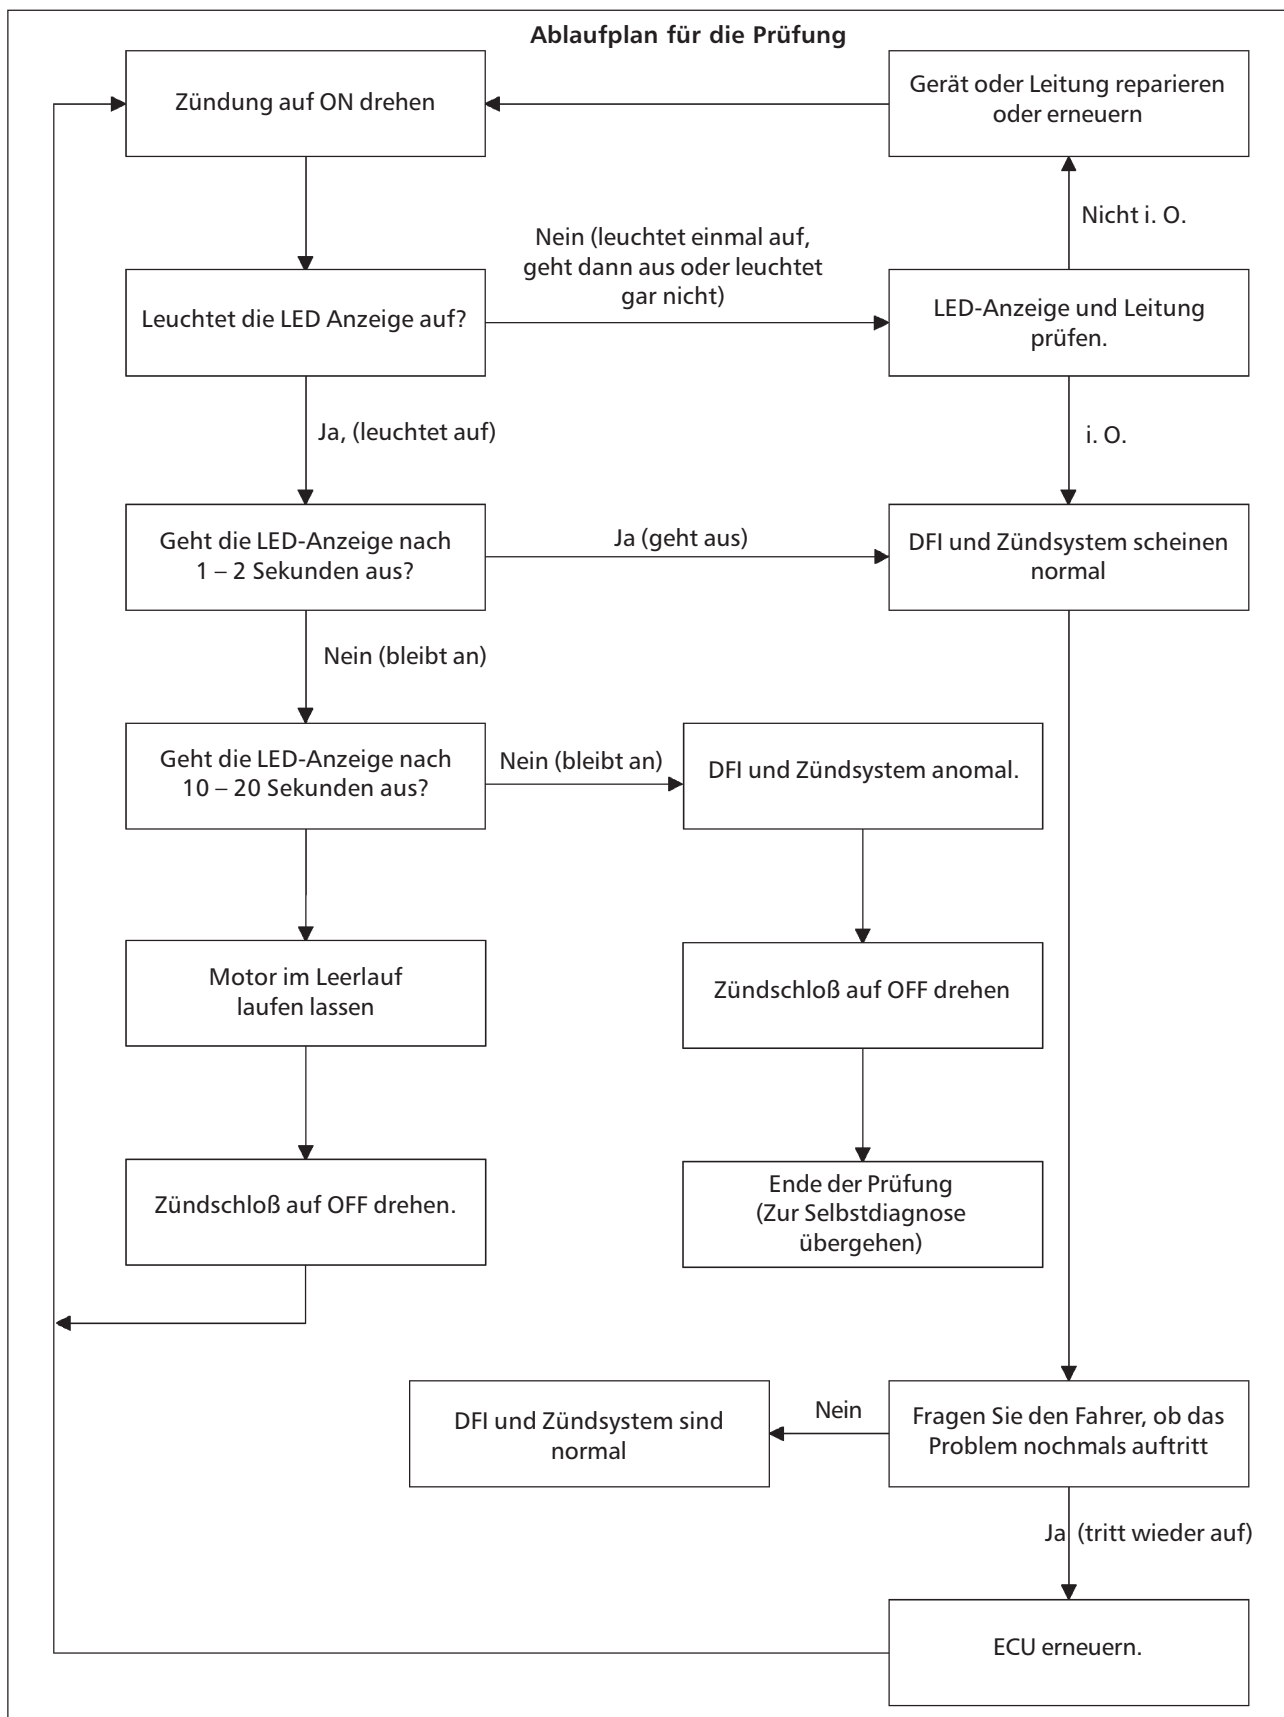 Ablaufplan für die Prüfung
Zündung auf ON drehen
Gerät oder Leitung reparieren
oder erneuern
Nicht i. O.
Nein (leuchtet einmal auf,
geht dann aus oder leuchtet
gar nicht)
Leuchtet die LED Anzeige auf?
LED-Anzeige und Leitung
prüfen.
Ja, (leuchtet auf)
i. O.
Geht die LED-Anzeige nach
1 – 2 Sekunden aus?
Ja (geht aus)
DFI und Zündsystem scheinen
normal
Nein (bleibt an)
Geht die LED-Anzeige nach
10 – 20 Sekunden aus?
Nein (bleibt an)
DFI und Zündsystem anomal.
Motor im Leerlauf
laufen lassen
Zündschloß auf OFF drehen
Zündschloß auf OFF drehen.
Ende der Prüfung
(Zur Selbstdiagnose
übergehen)
DFI und Zündsystem sind
normal
Nein
Fragen Sie den Fahrer, ob das
Problem nochmals auftritt
Ja (tritt wieder auf)
ECU erneuern.